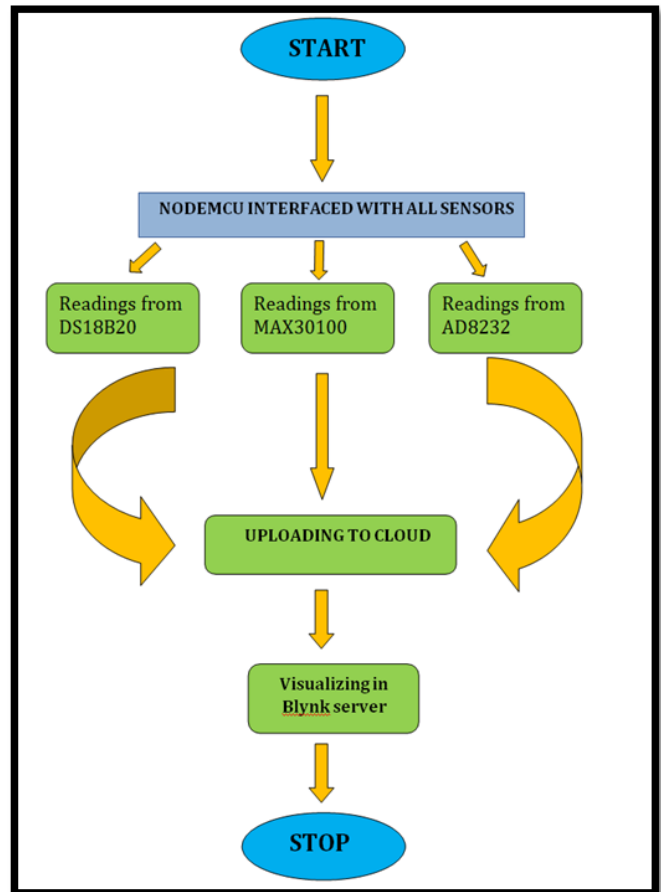 START
NODEMCU INTERFACED WITH ALL SENSORS
Readings from
DS18B20
Readings from
MAX30100
Readings from
AD8232
UPLOADING TO CLOUD
Visualizing in
Blynk server
STOP